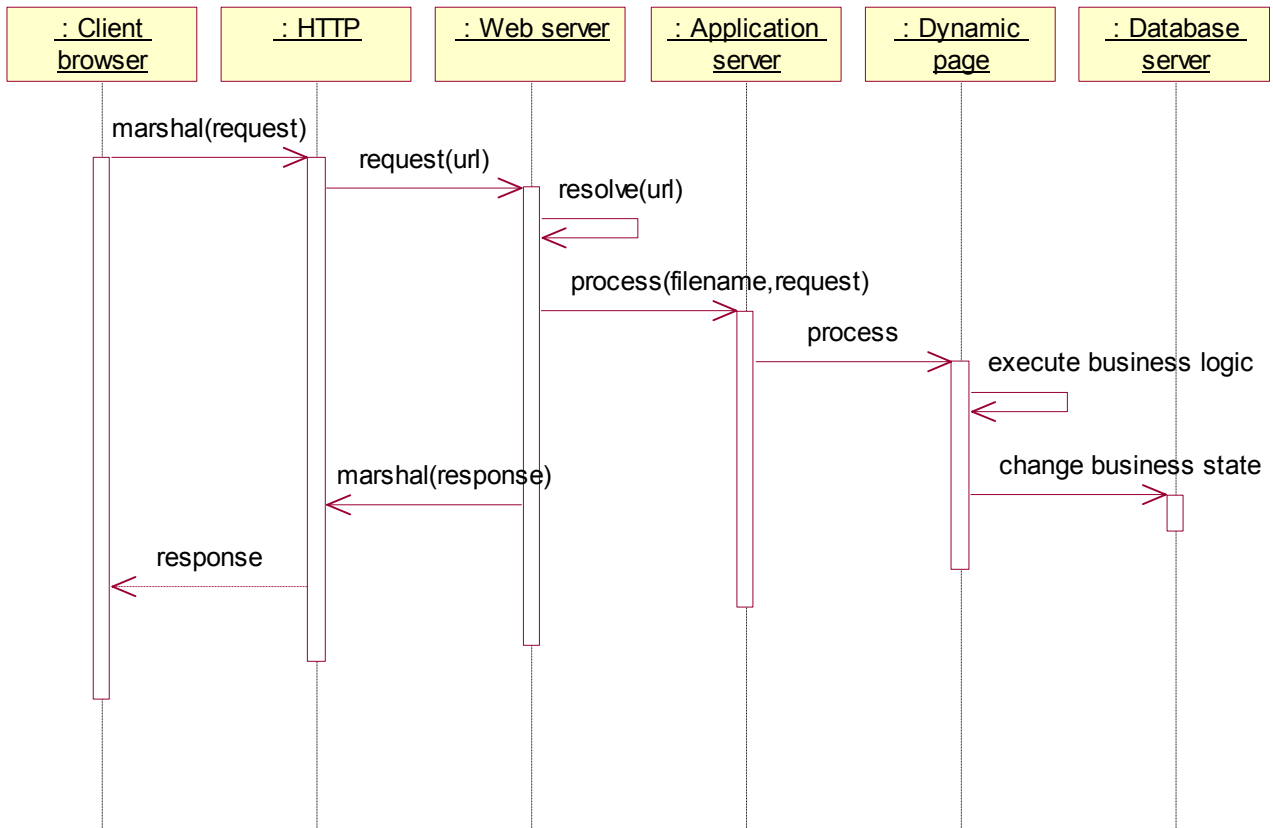 : Client
browser
: HTTP
: Web server
: Application
server
: Dynamic
page
: Database
server
marshal(request)
request(url)
resolve(url)
process(filename,request)
process
execute business logic
change business state
marshal(response)
response